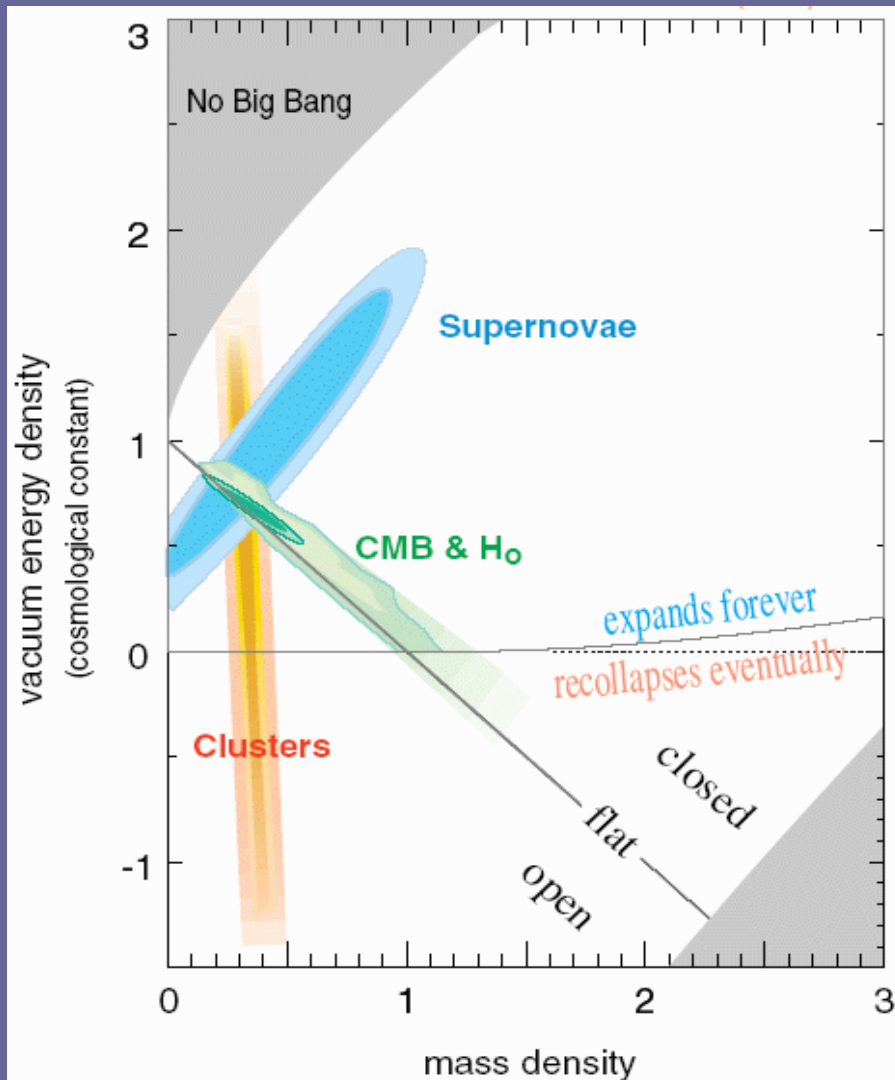 3
No Big Bang
2
Supernovae
vacuum energy density
(cosmological constant)
1
CMB & Ho
expands forever
0
recollapses eventually
Clusters
closed
flat
-1
open
0 1 2 3
mass density